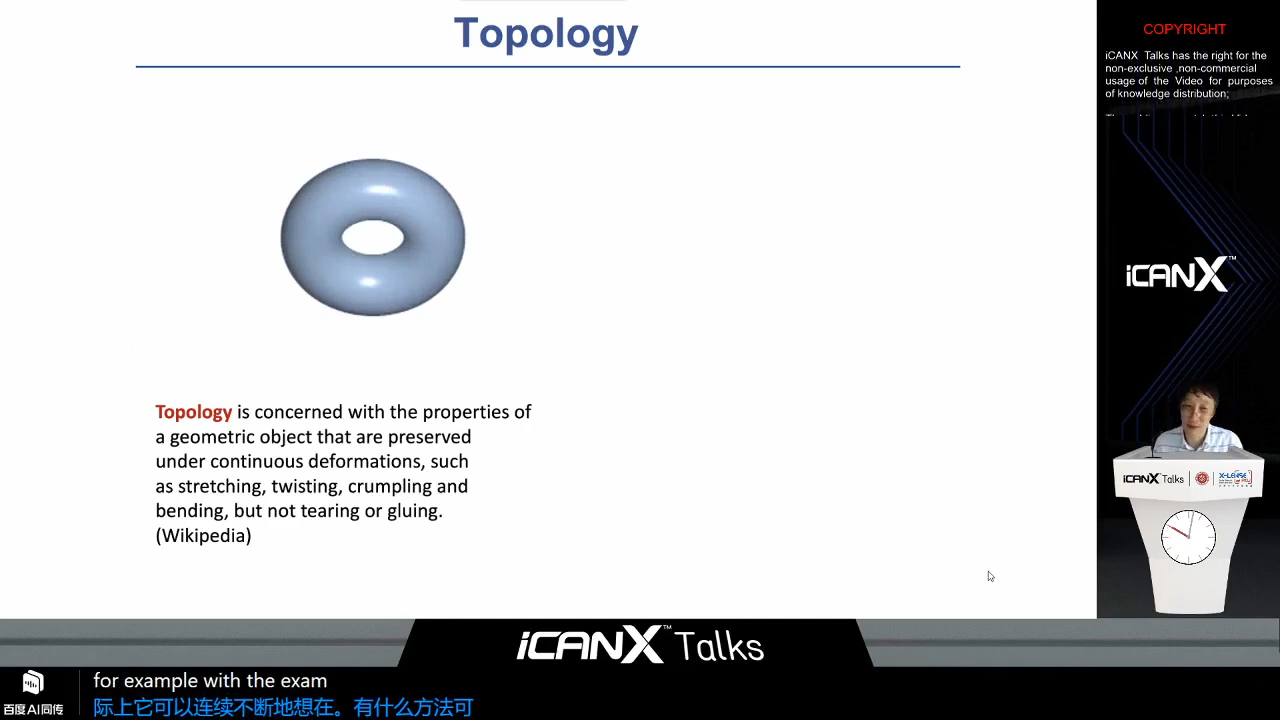 Topology
COPYRIGHT
iCANX Talks has the right for the
non-exclusive ,non-commercial
usage of the Video for purposes
of knowledge distribution;
iCANX™
Topology is concerned with the properties of
a geometric object that are preserved
under continuous deformations, such
as stretching, twisting, crumpling and
bending, but not tearing or gluing.
(Wikipedia)
iCANX Talks
X-LENSE
iCANX™ Talks
for example with the exam
际上它可以连续不断地想在。有什么方法可
百度AI同传